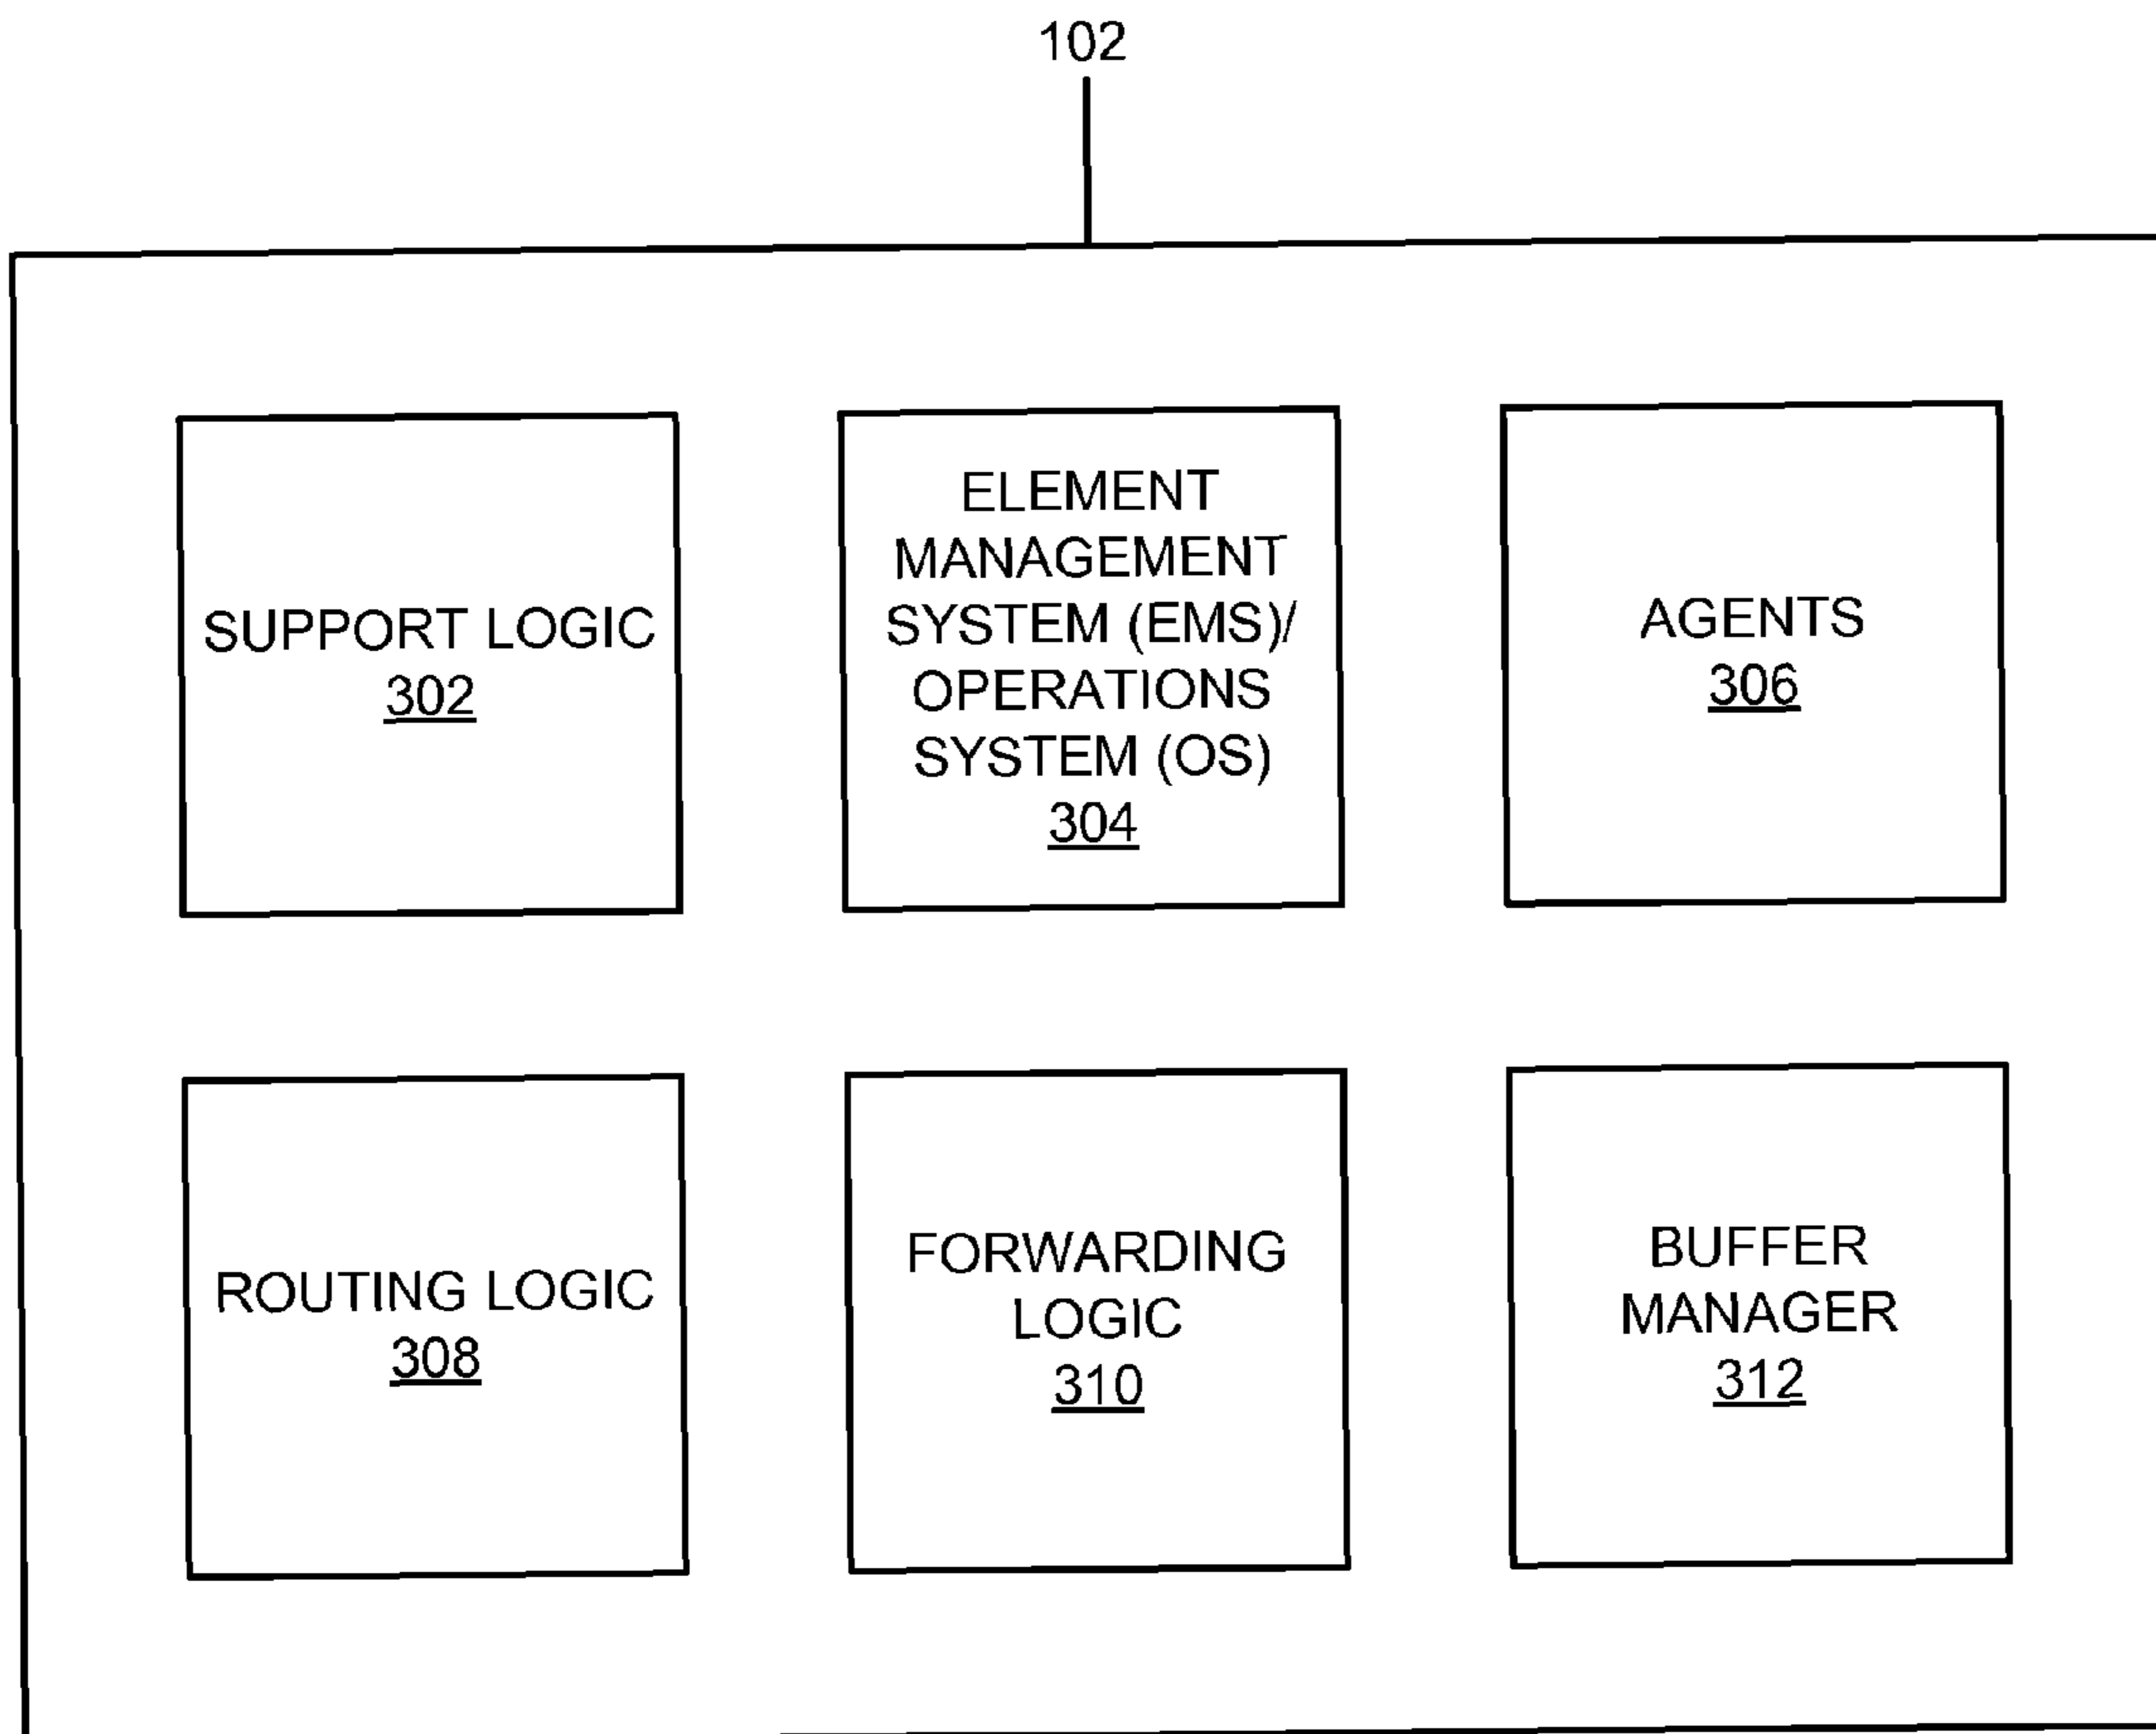 102
SUPPORT LOGIC
302
ELEMENT
MANAGEMENT
SYSTEM (EMS)/
OPERATIONS
SYSTEM (OS)
304
AGENTS
306
ROUTING LOGIC
308
FORWARDING
LOGIC
310
BUFFER
MANAGER
312